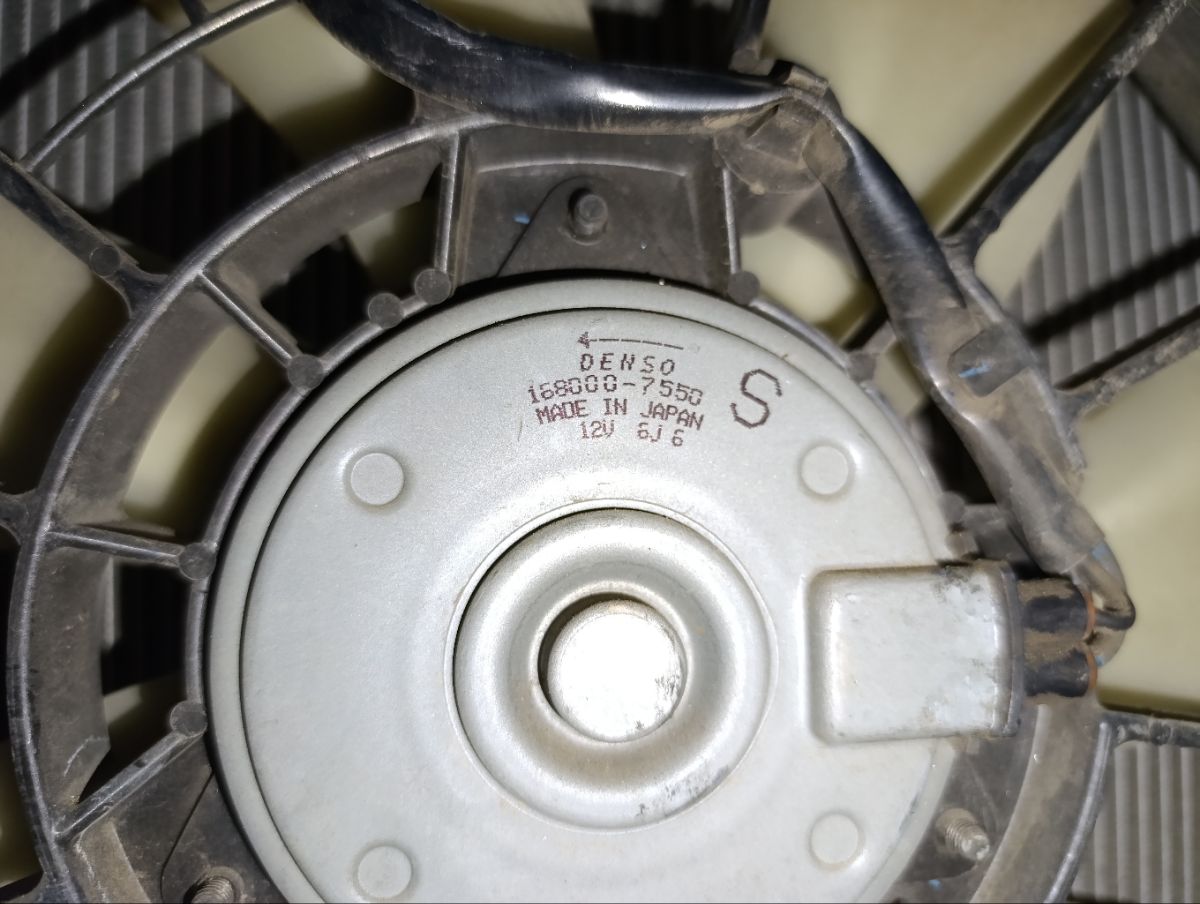 DENSO
168000-7550
S
MADE IN JAPAN
12V 6J 6